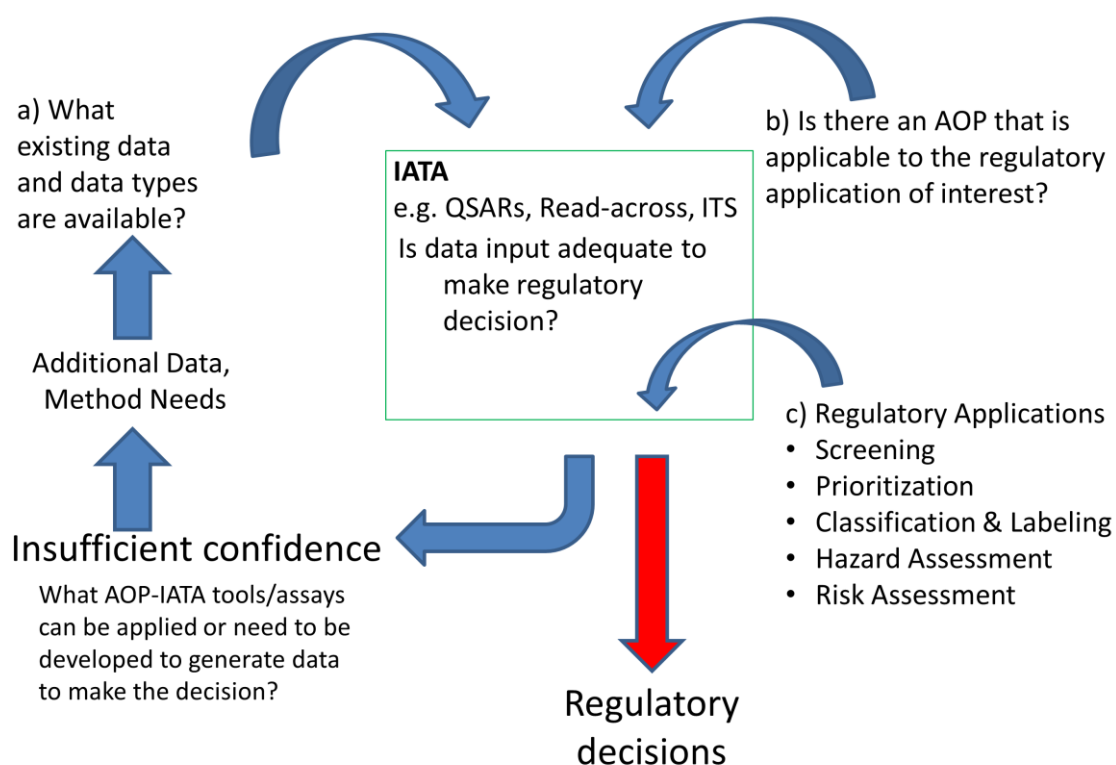 a) What
existing data
and data types
are available?
b) Is there an AOP that is
applicable to the regulatory
application of interest?
IATA
e.g. QSARs, Read-across, ITS
Is data input adequate to
make regulatory
decision?
Additional Data,
Method Needs
c) Regulatory Applications
• Screening
• Prioritization
• Classification & Labeling
• Hazard Assessment
• Risk Assessment
Insufficient confidence
What AOP-IATA tools/assays
can be applied or need to be
developed to generate data
to make the decision?
Regulatory
decisions